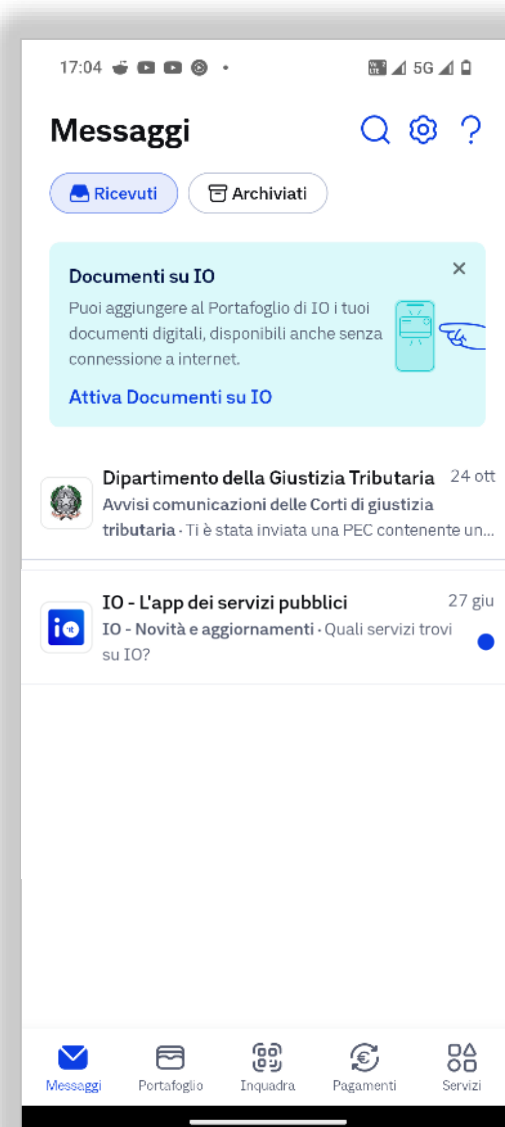 17:04
5G
Messaggi
Ricevuti
Archiviati
Documenti su IO
Puoi aggiungere al Portafoglio di IO i tuoi
documenti digitali, disponibili anche senza
connessione a internet.
Attiva Documenti su IO
Dipartimento della Giustizia Tributaria 24 ott
Avvisi comunicazioni delle Corti di giustizia
tributaria · Ti è stata inviata una PEC contenente un...
IO - L'app dei servizi pubblici 27 giu
IO - Novità e aggiornamenti · Quali servizi trovi
su IO?
Messaggi Portafoglio Inquadra Pagamenti Servizi